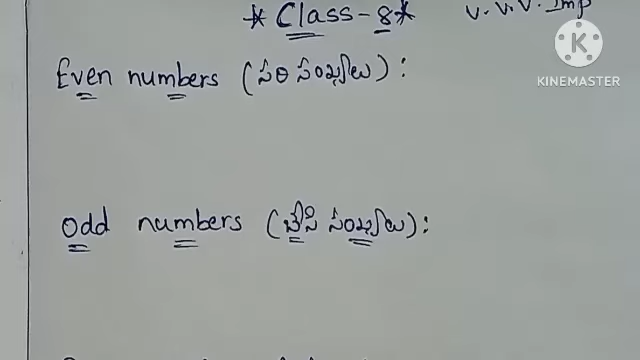 *Class-8*
V. V. V. Imp
Even numbers (సరి సంఖ్యలు) :
KINEMASTER
Odd numbers (బేసి సంఖ్యలు) :